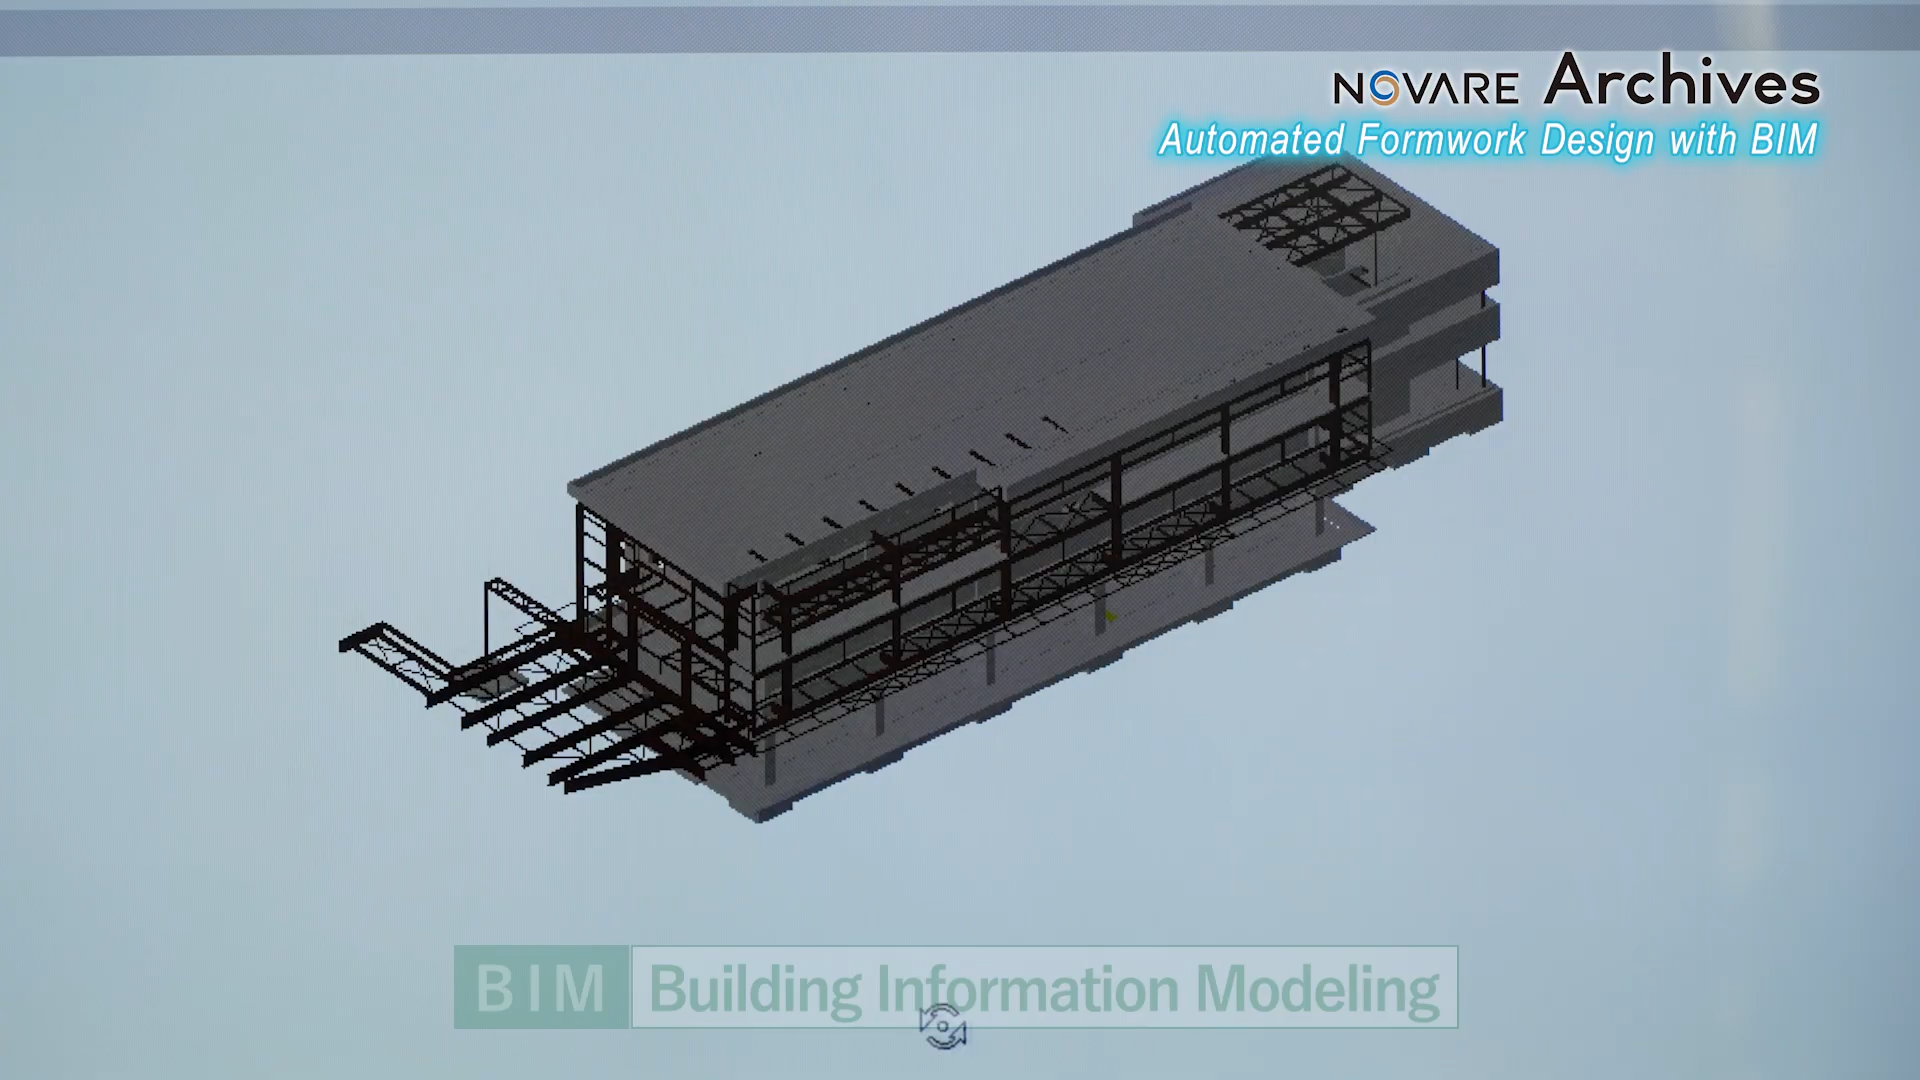 NOVARE Archives
Automated Formwork Design with BIM
BIM Building Information Modeling